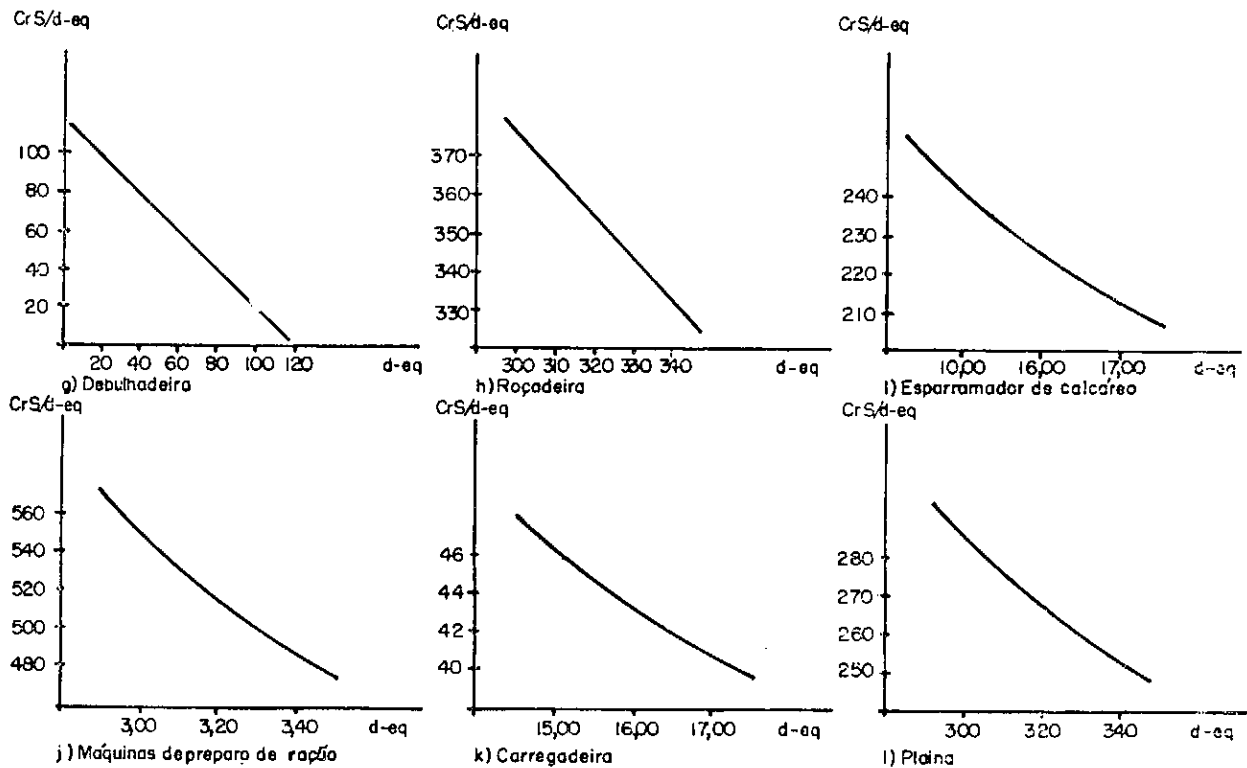 CrS/d-eq
100
80
60
40
20
20 40 60 80 100 120 d-eq
g) Debulhadeira
CrS/d-eq
370
360
350
340
330
320
300 310 320 330 340 d-eq
h) Roçadeira
CrS/d-eq
240
230
220
210
10,00 16,00 17,00 d-eq
i) Esparramador de calcáreo
CrS/d-eq
560
540
520
500
480
3,00 3,20 3,40 d-eq
j) Máquinas de preparo de ração
CrS/d-eq
46
44
42
40
15,00 16,00 17,00 d-eq
k) Carregadeira
CrS/d-eq
280
270
260
250
300 320 340 d-eq
l) Plaina